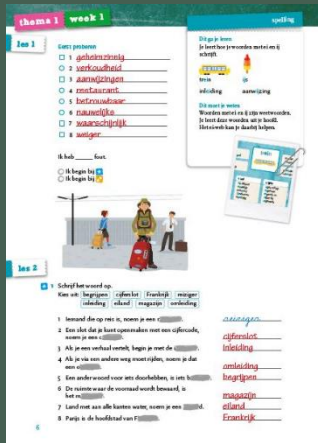 thema 1 week 1
spelling
les 1
Eerst proberen
1 geheimzinnig
2 verkoudheid
3 aanwijzingen
4 restaurant
5 betrouwbaar
6 nauwelijks
7 waarschijnlijk
8 weiger
Ik heb ____ fout.
Ik begin bij
Ik begin bij
Dit ga je leren
Je leert hoe je woorden met ei en ij
schrijft.
trein ijs
inleiding aanwijzing
Dit moet je weten
Woorden met ei en ij zijn weetwoorden.
Je leert deze woorden uit je hoofd.
Het ei-web kan je daarbij helpen.
les 2
1 Schrijf het woord op.
Kies uit: begrijpen cijferslot Frankrijk reiziger
inleiding eiland magazijn omleiding
1 Iemand die op reis is, noem je een r
reiziger
2 Een slot dat je kunt openmaken met een cijfercode,
noem je een c
cijferslot
3 Als je een verhaal vertelt, begin je met de
inleiding
4 Als je via een andere weg moet rijden, noem je dat
een o
omleiding
5 Een ander woord voor iets doorhebben, is iets b
begrijpen
6 De ruimte waar de voorraad wordt bewaard, is
het m
magazijn
7 Land met aan alle kanten water, noem je een d.
eiland
8 Parijs is de hoofdstad van F
Frankrijk
6